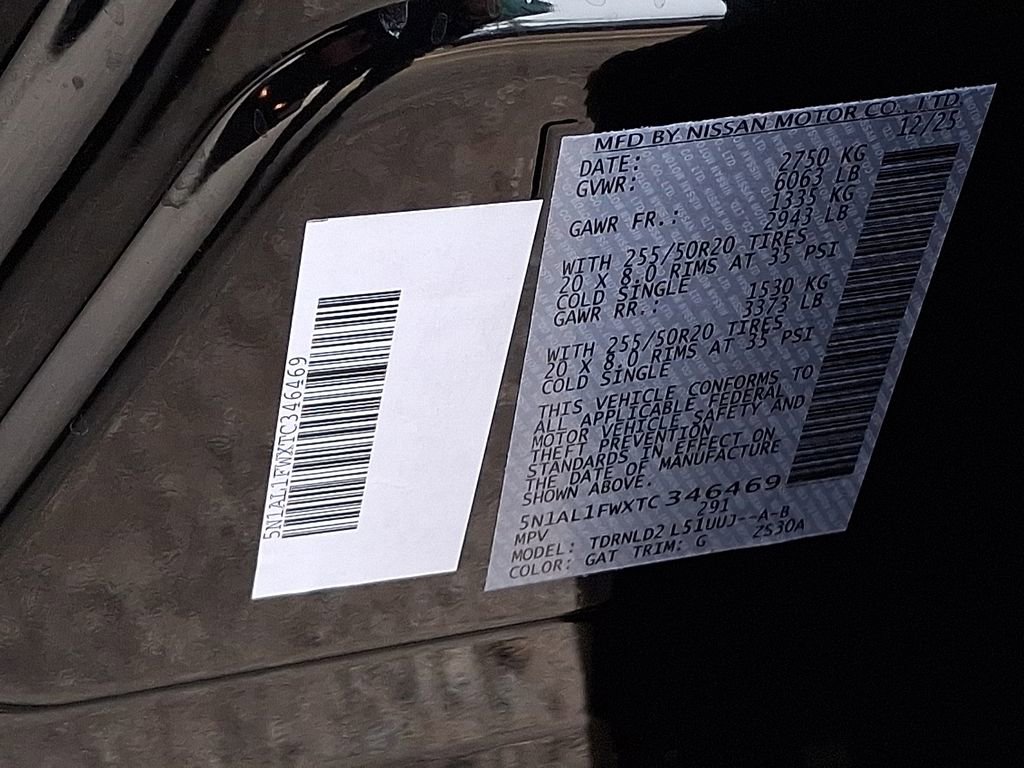 5N1AL1FWXTC346469
MFD BY NISSAN MOTOR CO., LTD
DATE: 12/25
GVWR: 2750 KG
6063 LB
GAWR FR.: 1335 KG
2943 LB
WITH 255/50R20 TIRES,
20 X 8.0 RIMS AT 35 PSI
COLD SINGLE
GAWR RR.: 1530 KG
3373 LB
WITH 255/50R20 TIRES,
20 X 8.0 RIMS AT 35 PSI
COLD SINGLE
THIS VEHICLE CONFORMS TO
ALL APPLICABLE FEDERAL
MOTOR VEHICLE SAFETY AND
THEFT PREVENTION
STANDARDS IN EFFECT ON
THE DATE OF MANUFACTURE
SHOWN ABOVE.
5N1AL1FWXTC346469
MPV 291
MODEL: TDRNLD2 L51UUJ--A-B
COLOR: GAT TRIM: G ZS30A